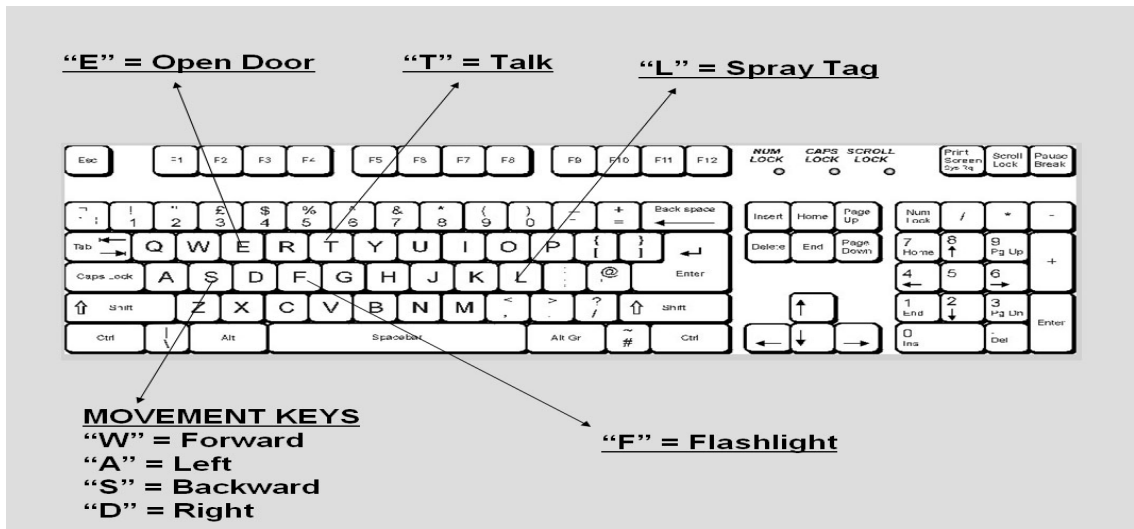 “E” = Open Door “T” = Talk “L” = Spray Tag
Esc F1 F2 F3 F4 F5 F6 F7 F8 F9 F10 F11 F12 NUM LOCK CAPS LOCK SCROLL LOCK Print Screen Sys Rq Scroll Lock Pause Break
! " £ $ % ^ & * ( ) _ + Back space Insert Home Page Up Num Lock / * -
1 2 3 4 5 6 7 8 9 0 - =
Tab Q W E R T Y U I O P { [ } ] Delete End Page Down 7 Home 8 9 Pg Up +
Caps Lock A S D F G H J K L : ; @ ' Enter 4 5 6
Shift Z X C V B N M < , > . ? / Shift 1 End 2 3 Pg Dn Enter
Ctrl | \ Alt Spacebar Alt Gr ~ # Ctrl 0 Ins . Del
MOVEMENT KEYS
“W” = Forward “F” = Flashlight
“A” = Left
“S” = Backward
“D” = Right